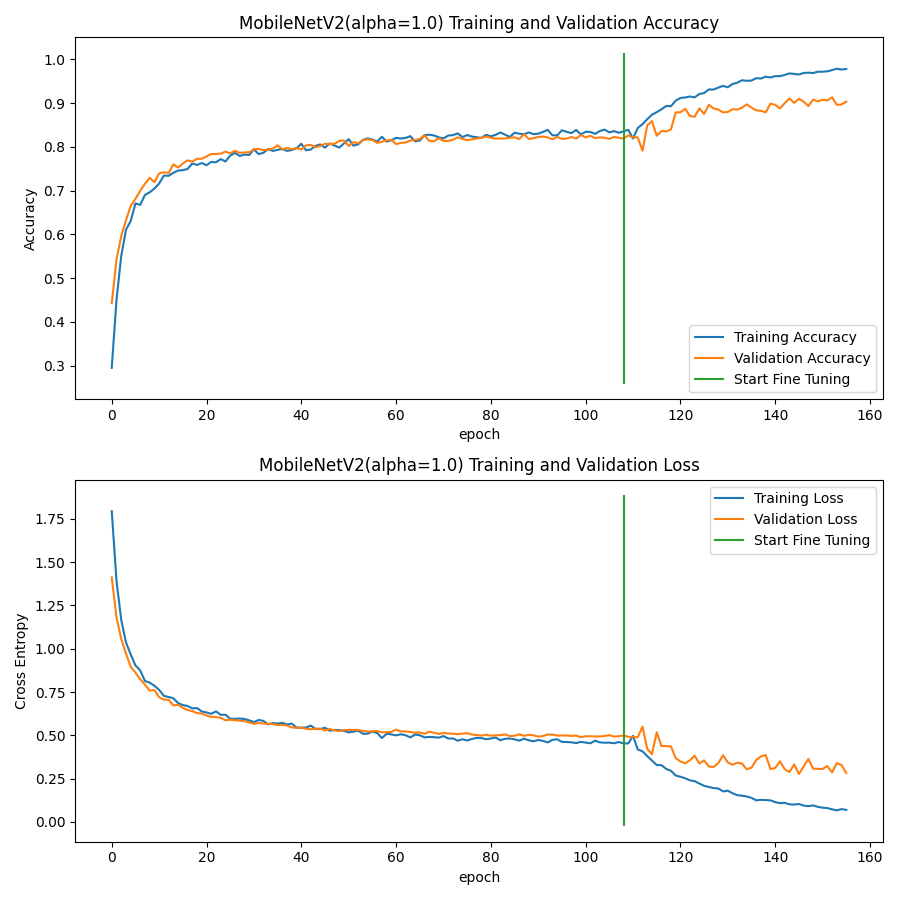 MobileNetV2(alpha=1.0) Training and Validation Accuracy
1.0
0.9
0.8
0.7
0.6
0.5
0.4
0.3
Accuracy
Training Accuracy
Validation Accuracy
Start Fine Tuning
0 20 40 60 80 100 120 140 160
epoch
MobileNetV2(alpha=1.0) Training and Validation Loss
Training Loss
Validation Loss
Start Fine Tuning
1.75
1.50
1.25
1.00
0.75
0.50
0.25
0.00
Cross Entropy
0 20 40 60 80 100 120 140 160
epoch